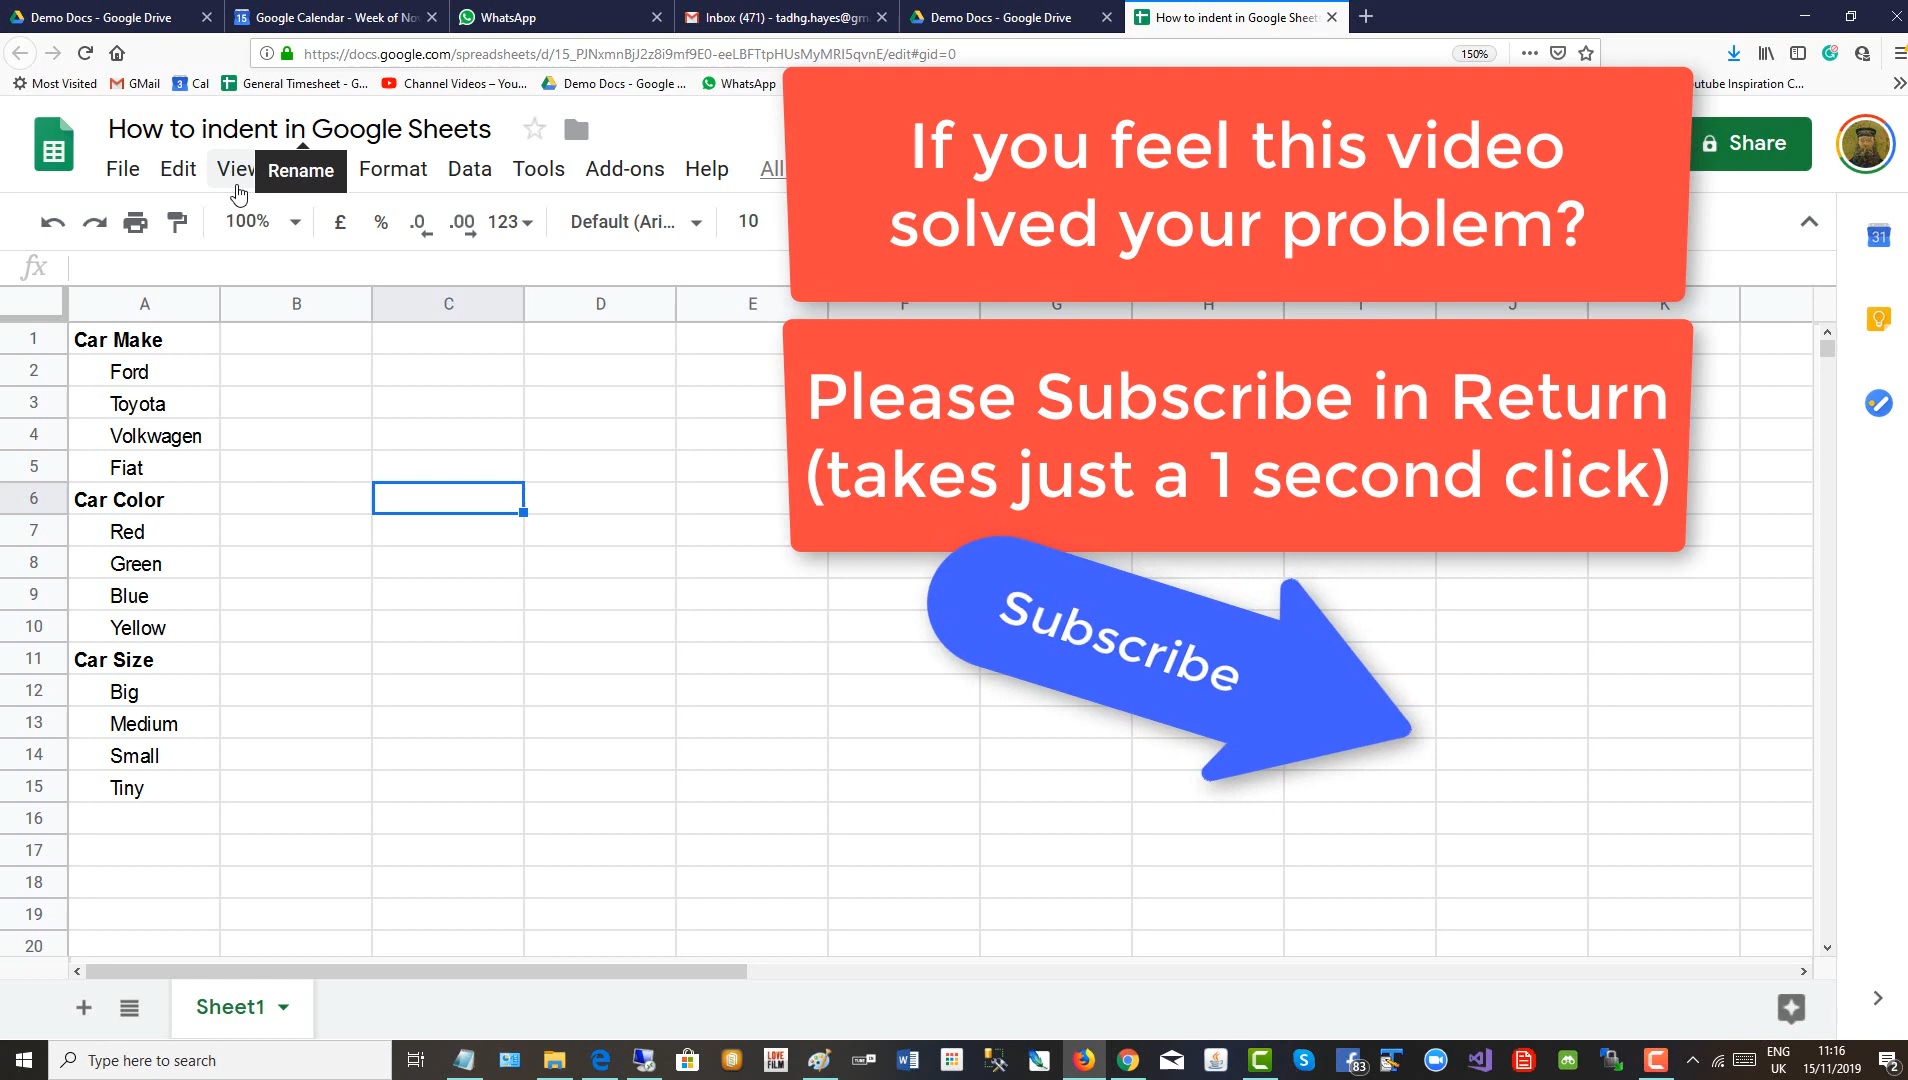 Demo Docs - Google Drive
Google Calendar - Week of No
WhatsApp
Inbox (471) - tadhg.hayes@gm
Demo Docs - Google Drive
How to indent in Google Sheets
https://docs.google.com/spreadsheets/d/15_PJNxmnBjJ2z8i9mf9E0-eeLBFTtpHUsMyMRI5qvnE/edit#gid=0
150%
Most Visited
GMail
3 Cal
General Timesheet - G...
Channel Videos – You...
Demo Docs - Google ...
WhatsApp
utube Inspiration C...
How to indent in Google Sheets
File Edit View Rename Format Data Tools Add-ons Help All
Share
100% £ % .0 .00 123 Default (Ari... 10
fx
31
A B C D E F G H I J K
1 Car Make
2 Ford
3 Toyota
4 Volkwagen
5 Fiat
6 Car Color
7 Red
8 Green
9 Blue
10 Yellow
11 Car Size
12 Big
13 Medium
14 Small
15 Tiny
16
17
18
19
20
If you feel this video
solved your problem?
Please Subscribe in Return
(takes just a 1 second click)
Subscribe
Sheet1
Type here to search
LOVE
FILM
83
ENG
UK
11:16
15/11/2019
2